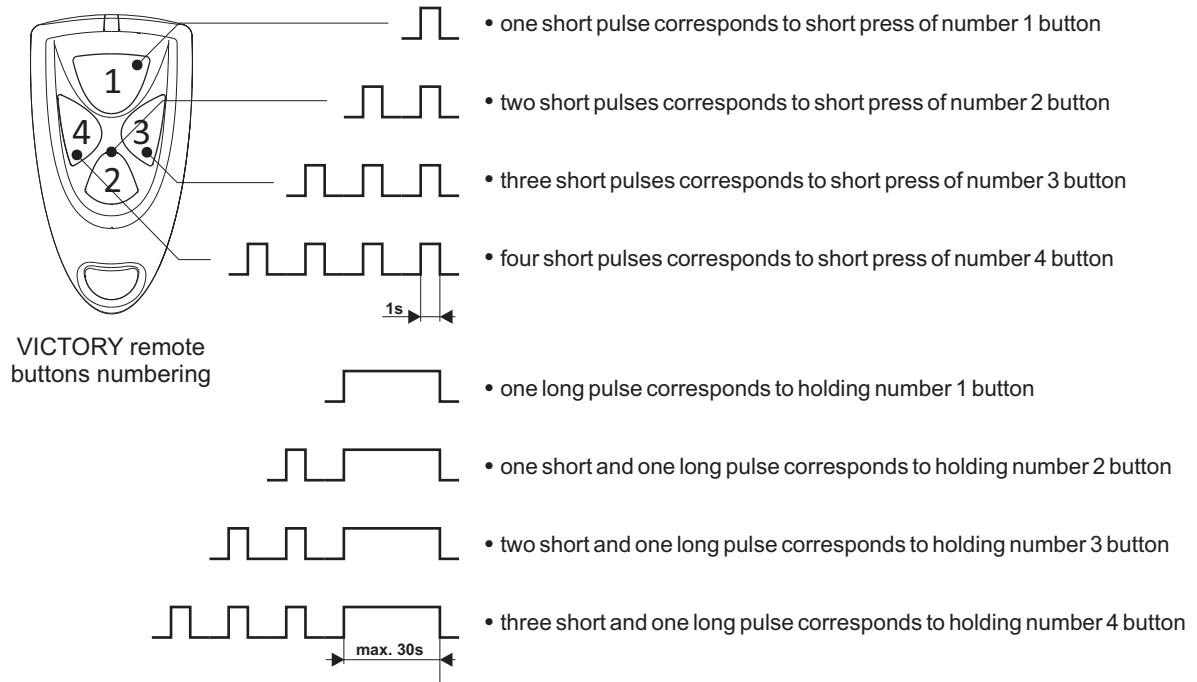 • one short pulse corresponds to short press of number 1 button
1
• two short pulses corresponds to short press of number 2 button
4
3
2
• three short pulses corresponds to short press of number 3 button
• four short pulses corresponds to short press of number 4 button
1s
VICTORY remote
buttons numbering
• one long pulse corresponds to holding number 1 button
• one short and one long pulse corresponds to holding number 2 button
• two short and one long pulse corresponds to holding number 3 button
• three short and one long pulse corresponds to holding number 4 button
max. 30s